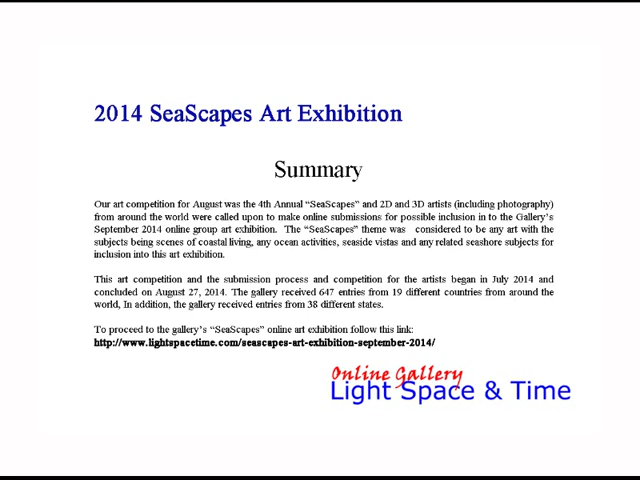 2014 SeaScapes Art Exhibition
Summary
Our art competition for August was the 4th Annual “SeaScapes” and 2D and 3D artists (including photography)
from around the world were called upon to make online submissions for possible inclusion in to the Gallery’s
September 2014 online group art exhibition. The “SeaScapes” theme was considered to be any art with the
subjects being scenes of coastal living, any ocean activities, seaside vistas and any related seashore subjects for
inclusion into this art exhibition.
This art competition and the submission process and competition for the artists began in July 2014 and
concluded on August 27, 2014. The gallery received 647 entries from 19 different countries from around the
world, In addition, the gallery received entries from 38 different states.
To proceed to the gallery’s “SeaScapes” online art exhibition follow this link:
http://www.lightspacetime.com/seascapes-art-exhibition-september-2014/
Online Gallery
Light Space & Time